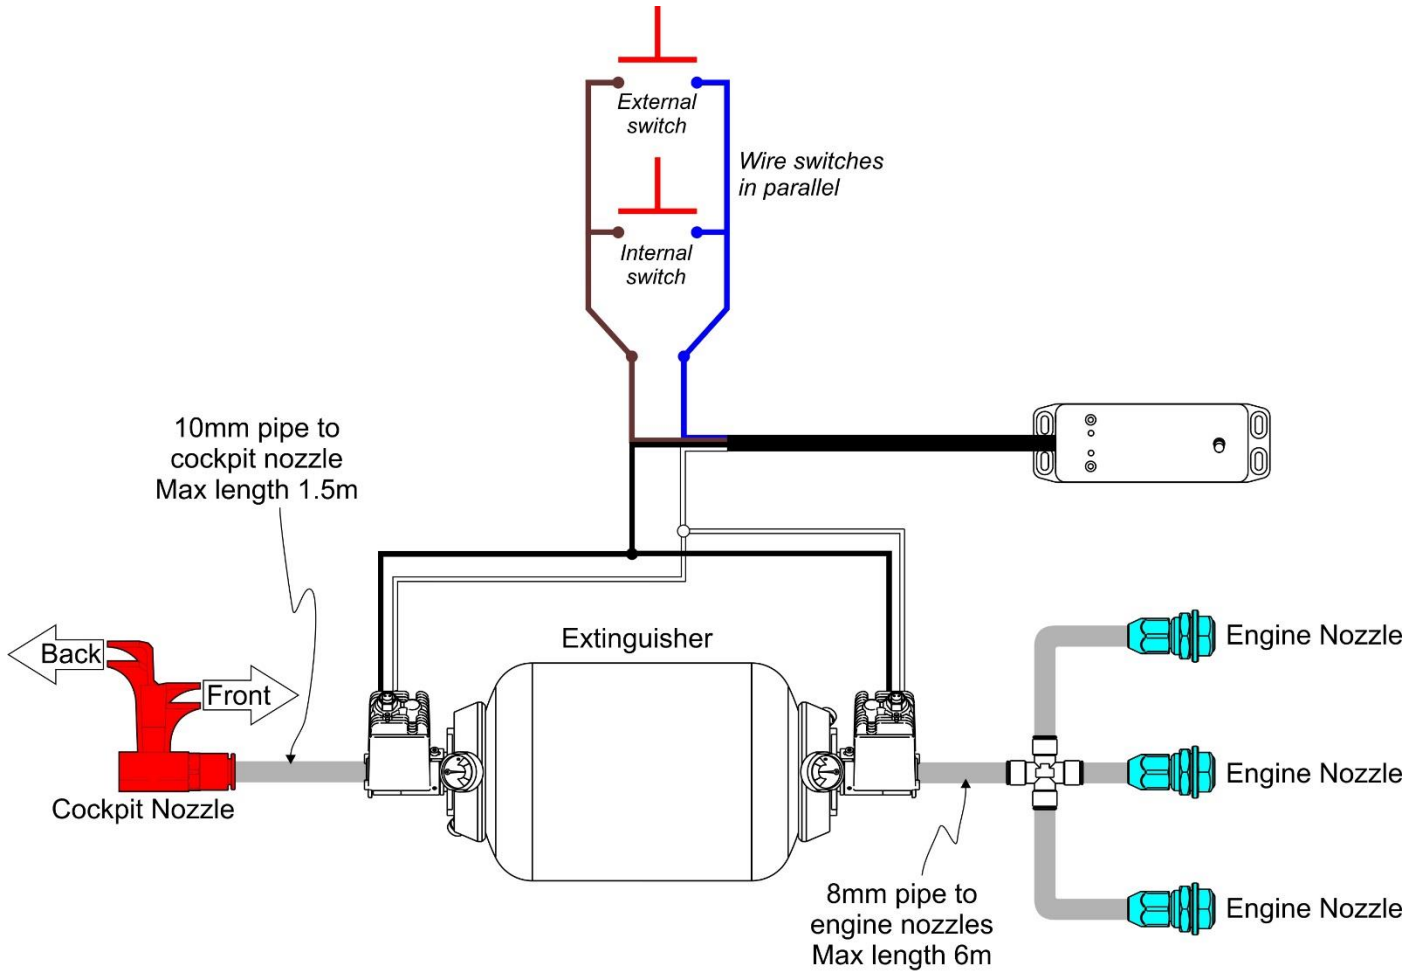 External
switch
Wire switches
in parallel
Internal
switch
10mm pipe to
cockpit nozzle
Max length 1.5m
Back
Front
Extinguisher
Engine Nozzle
Cockpit Nozzle
Engine Nozzle
8mm pipe to
engine nozzles
Max length 6m
Engine Nozzle